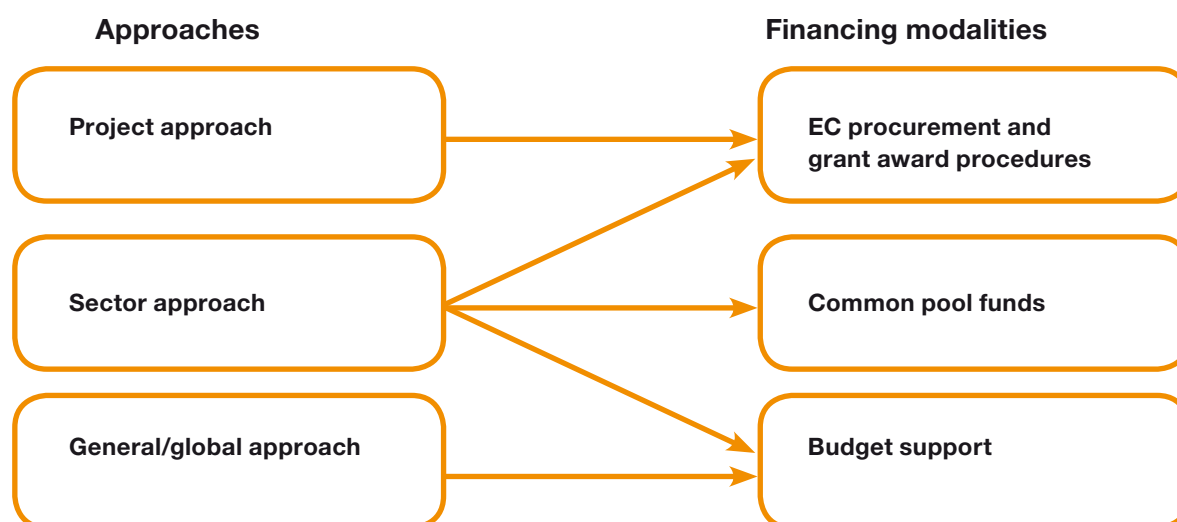 Approaches
Financing modalities
Project approach
EC procurement and
grant award procedures
Sector approach
Common pool funds
General/global approach
Budget support